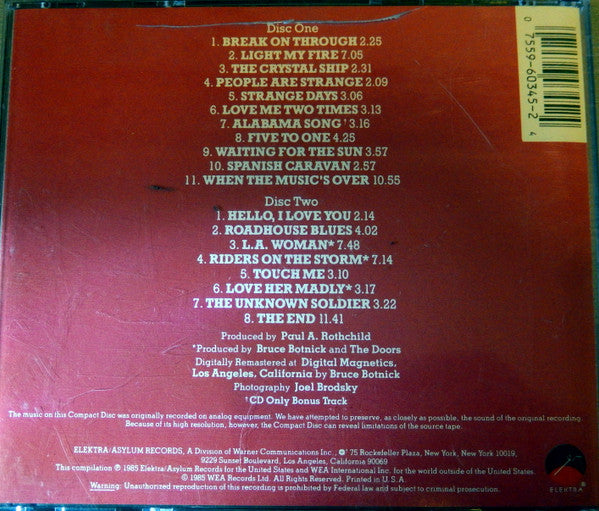 Disc One
1. BREAK ON THROUGH 2.25
2. LIGHT MY FIRE 7.05
3. THE CRYSTAL SHIP 2.31
4. PEOPLE ARE STRANGE 2.09
5. STRANGE DAYS 3.06
6. LOVE ME TWO TIMES 3.13
7. ALABAMA SONG † 3.16
8. FIVE TO ONE 4.25
9. WAITING FOR THE SUN 3.57
10. SPANISH CARAVAN 2.57
11. WHEN THE MUSIC'S OVER 10.55
0 7559-60345-2 4
Disc Two
1. HELLO, I LOVE YOU 2.14
2. ROADHOUSE BLUES 4.02
3. L.A. WOMAN* 7.48
4. RIDERS ON THE STORM* 7.14
5. TOUCH ME 3.10
6. LOVE HER MADLY* 3.17
7. THE UNKNOWN SOLDIER 3.22
8. THE END 11.41
Produced by Paul A. Rothchild
*Produced by Bruce Botnick and The Doors
Digitally Remastered at Digital Magnetics,
Los Angeles, California by Bruce Botnick
Photography Joel Brodsky
†CD Only Bonus Track
The music on this Compact Disc was originally recorded on analog equipment. We have attempted to preserve, as closely as possible, the sound of the original recording.
Because of its high resolution, however, the Compact Disc can reveal limitations of the source tape.
ELEKTRA/ASYLUM RECORDS, A Division of Warner Communications Inc., ℗' 75 Rockefeller Plaza, New York, New York 10019,
9229 Sunset Boulevard, Los Angeles, California 90069
This compilation ℗ 1985 Elektra/Asylum Records for the United States and WEA International Inc. for the world outside of the United States.
© 1985 WEA Records Ltd. All Rights Reserved. Printed in U.S.A.
Warning: Unauthorized reproduction of this recording is prohibited by Federal law and subject to criminal prosecution.
ELEKTRA